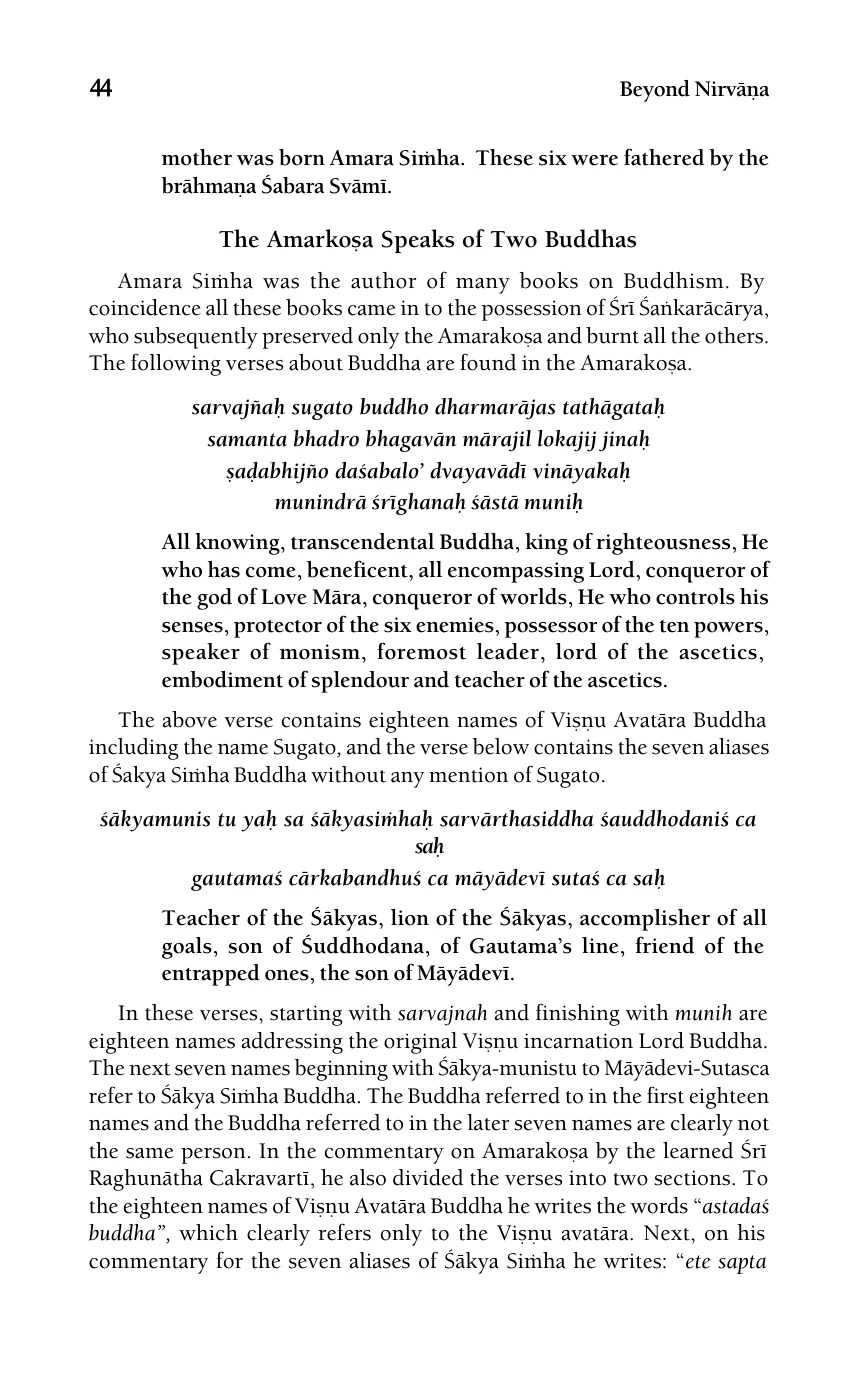 44 Beyond Nirvāṇa
mother was born Amara Siṁha. These six were fathered by the
brāhmaṇa Śabara Svāmī.
The Amarkoṣa Speaks of Two Buddhas
Amara Siṁha was the author of many books on Buddhism. By
coincidence all these books came in to the possession of Śrī Śaṅkarācārya,
who subsequently preserved only the Amarakoṣa and burnt all the others.
The following verses about Buddha are found in the Amarakoṣa.
sarvajñaḥ sugato buddho dharmarājas tathāgataḥ
samanta bhadro bhagavān mārajil lokajij jinaḥ
ṣaḍabhijño daśabalo’ dvayavādī vināyakaḥ
munindrā śrīghanaḥ śāstā muniḥ
All knowing, transcendental Buddha, king of righteousness, He
who has come, beneficent, all encompassing Lord, conqueror of
the god of Love Māra, conqueror of worlds, He who controls his
senses, protector of the six enemies, possessor of the ten powers,
speaker of monism, foremost leader, lord of the ascetics,
embodiment of splendour and teacher of the ascetics.
The above verse contains eighteen names of Viṣṇu Avatāra Buddha
including the name Sugato, and the verse below contains the seven aliases
of Śakya Siṁha Buddha without any mention of Sugato.
śākyamunis tu yaḥ sa śākyasiṁhaḥ sarvārthasiddha śauddhodaniś ca
saḥ
gautamaś cārkabandhuś ca māyādevī sutaś ca saḥ
Teacher of the Śākyas, lion of the Śākyas, accomplisher of all
goals, son of Śuddhodana, of Gautama’s line, friend of the
entrapped ones, the son of Māyādevī.
In these verses, starting with sarvajnah and finishing with munih are
eighteen names addressing the original Viṣṇu incarnation Lord Buddha.
The next seven names beginning with Śākya-munistu to Māyādevi-Sutasca
refer to Śākya Siṁha Buddha. The Buddha referred to in the first eighteen
names and the Buddha referred to in the later seven names are clearly not
the same person. In the commentary on Amarakoṣa by the learned Śrī
Raghunātha Cakravartī, he also divided the verses into two sections. To
the eighteen names of Viṣṇu Avatāra Buddha he writes the words “astadaś
buddha”, which clearly refers only to the Viṣṇu avatāra. Next, on his
commentary for the seven aliases of Śākya Siṁha he writes: “ete sapta